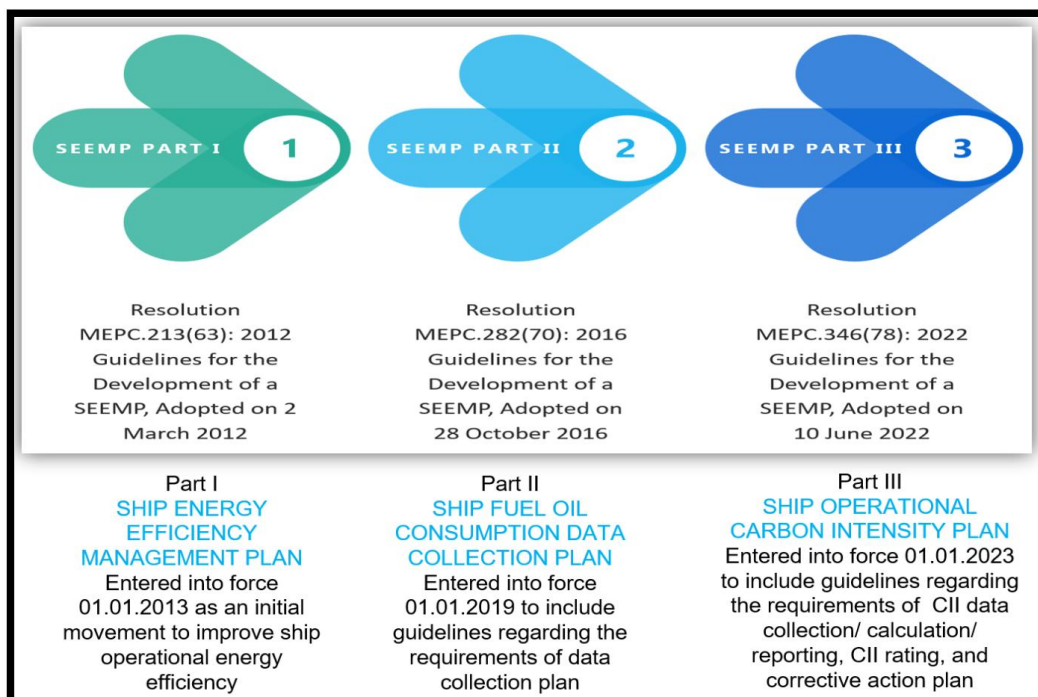 SEEMP PART I
1
SEEMP PART II
2
SEEMP PART III
3
Resolution
MEPC.213(63): 2012
Guidelines for the
Development of a
SEEMP, Adopted on 2
March 2012
Resolution
MEPC.282(70): 2016
Guidelines for the
Development of a
SEEMP, Adopted on
28 October 2016
Resolution
MEPC.346(78): 2022
Guidelines for the
Development of a
SEEMP, Adopted on
10 June 2022
Part I
SHIP ENERGY
EFFICIENCY
MANAGEMENT PLAN
Entered into force
01.01.2013 as an initial
movement to improve ship
operational energy
efficiency
Part II
SHIP FUEL OIL
CONSUMPTION DATA
COLLECTION PLAN
Entered into force
01.01.2019 to include
guidelines regarding the
requirements of data
collection plan
Part III
SHIP OPERATIONAL
CARBON INTENSITY PLAN
Entered into force 01.01.2023
to include guidelines regarding
the requirements of CII data
collection/ calculation/
reporting, CII rating, and
corrective action plan